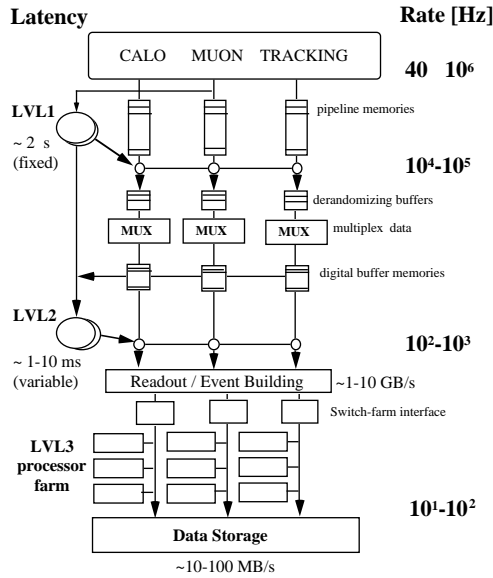 Latency
Rate [Hz]
CALO MUON TRACKING
40 10⁶
LVL1
pipeline memories
~ 2 s
(fixed)
10⁴-10⁵
derandomizing buffers
MUX MUX MUX
multiplex data
digital buffer memories
LVL2
10²-10³
~ 1-10 ms
(variable)
Readout / Event Building
~1-10 GB/s
Switch-farm interface
LVL3
processor
farm
10¹-10²
Data Storage
~10-100 MB/s